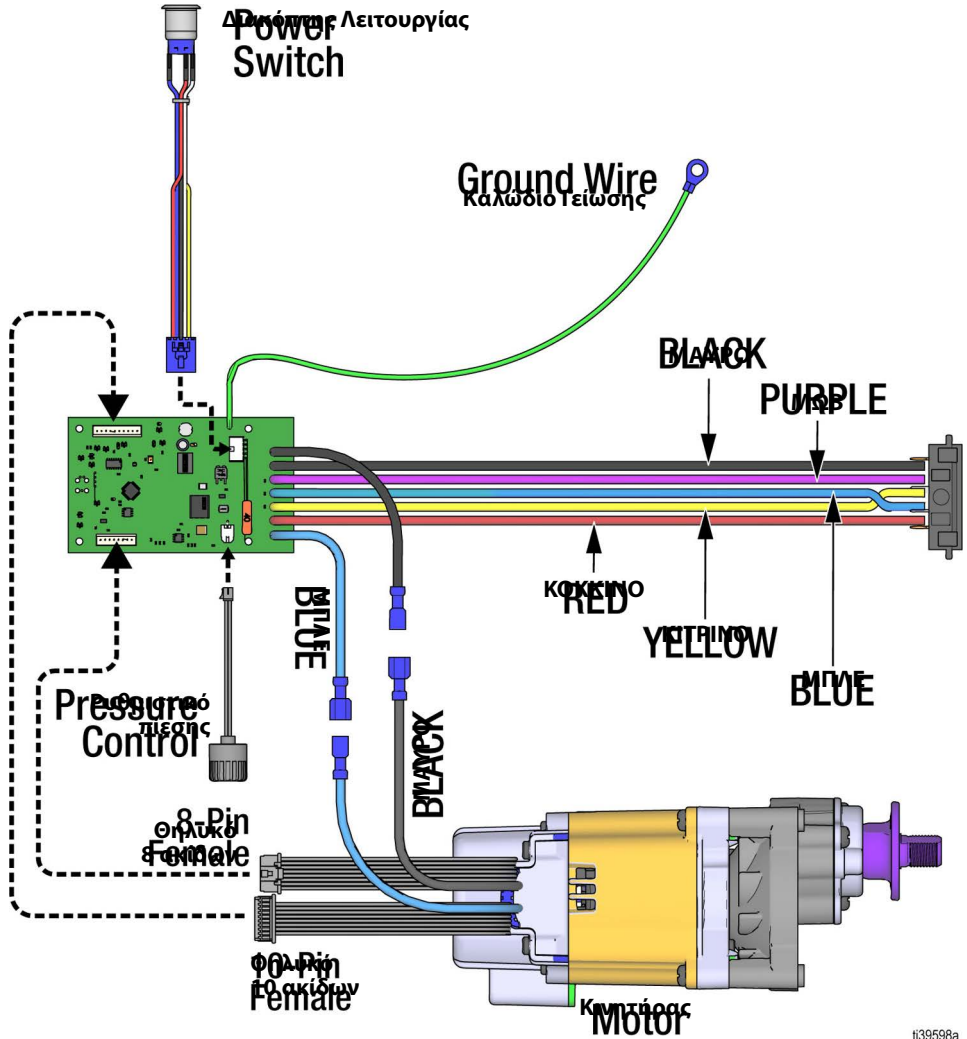 Power
Switch
Διακόπτης Λειτουργίας
Ground Wire
Καλώδιο Γείωσης
BLACK
ΜΑΥΡΟ
PURPLE
ΜΩΒ
40
RED
ΚΟΚΚΙΝΟ
YELLOW
ΚΙΤΡΙΝΟ
BLUE
ΜΠΛΕ
BLUE
ΜΠΛΕ
BLACK
ΜΑΥΡΟ
Pressure
Control
Ρυθμιστικό
πίεσης
8-Pin
Female
Θηλυκό
8 ακίδων
10-Pin
Female
Θηλυκό
10 ακίδων
Κινητήρας
Motor
ti39598a